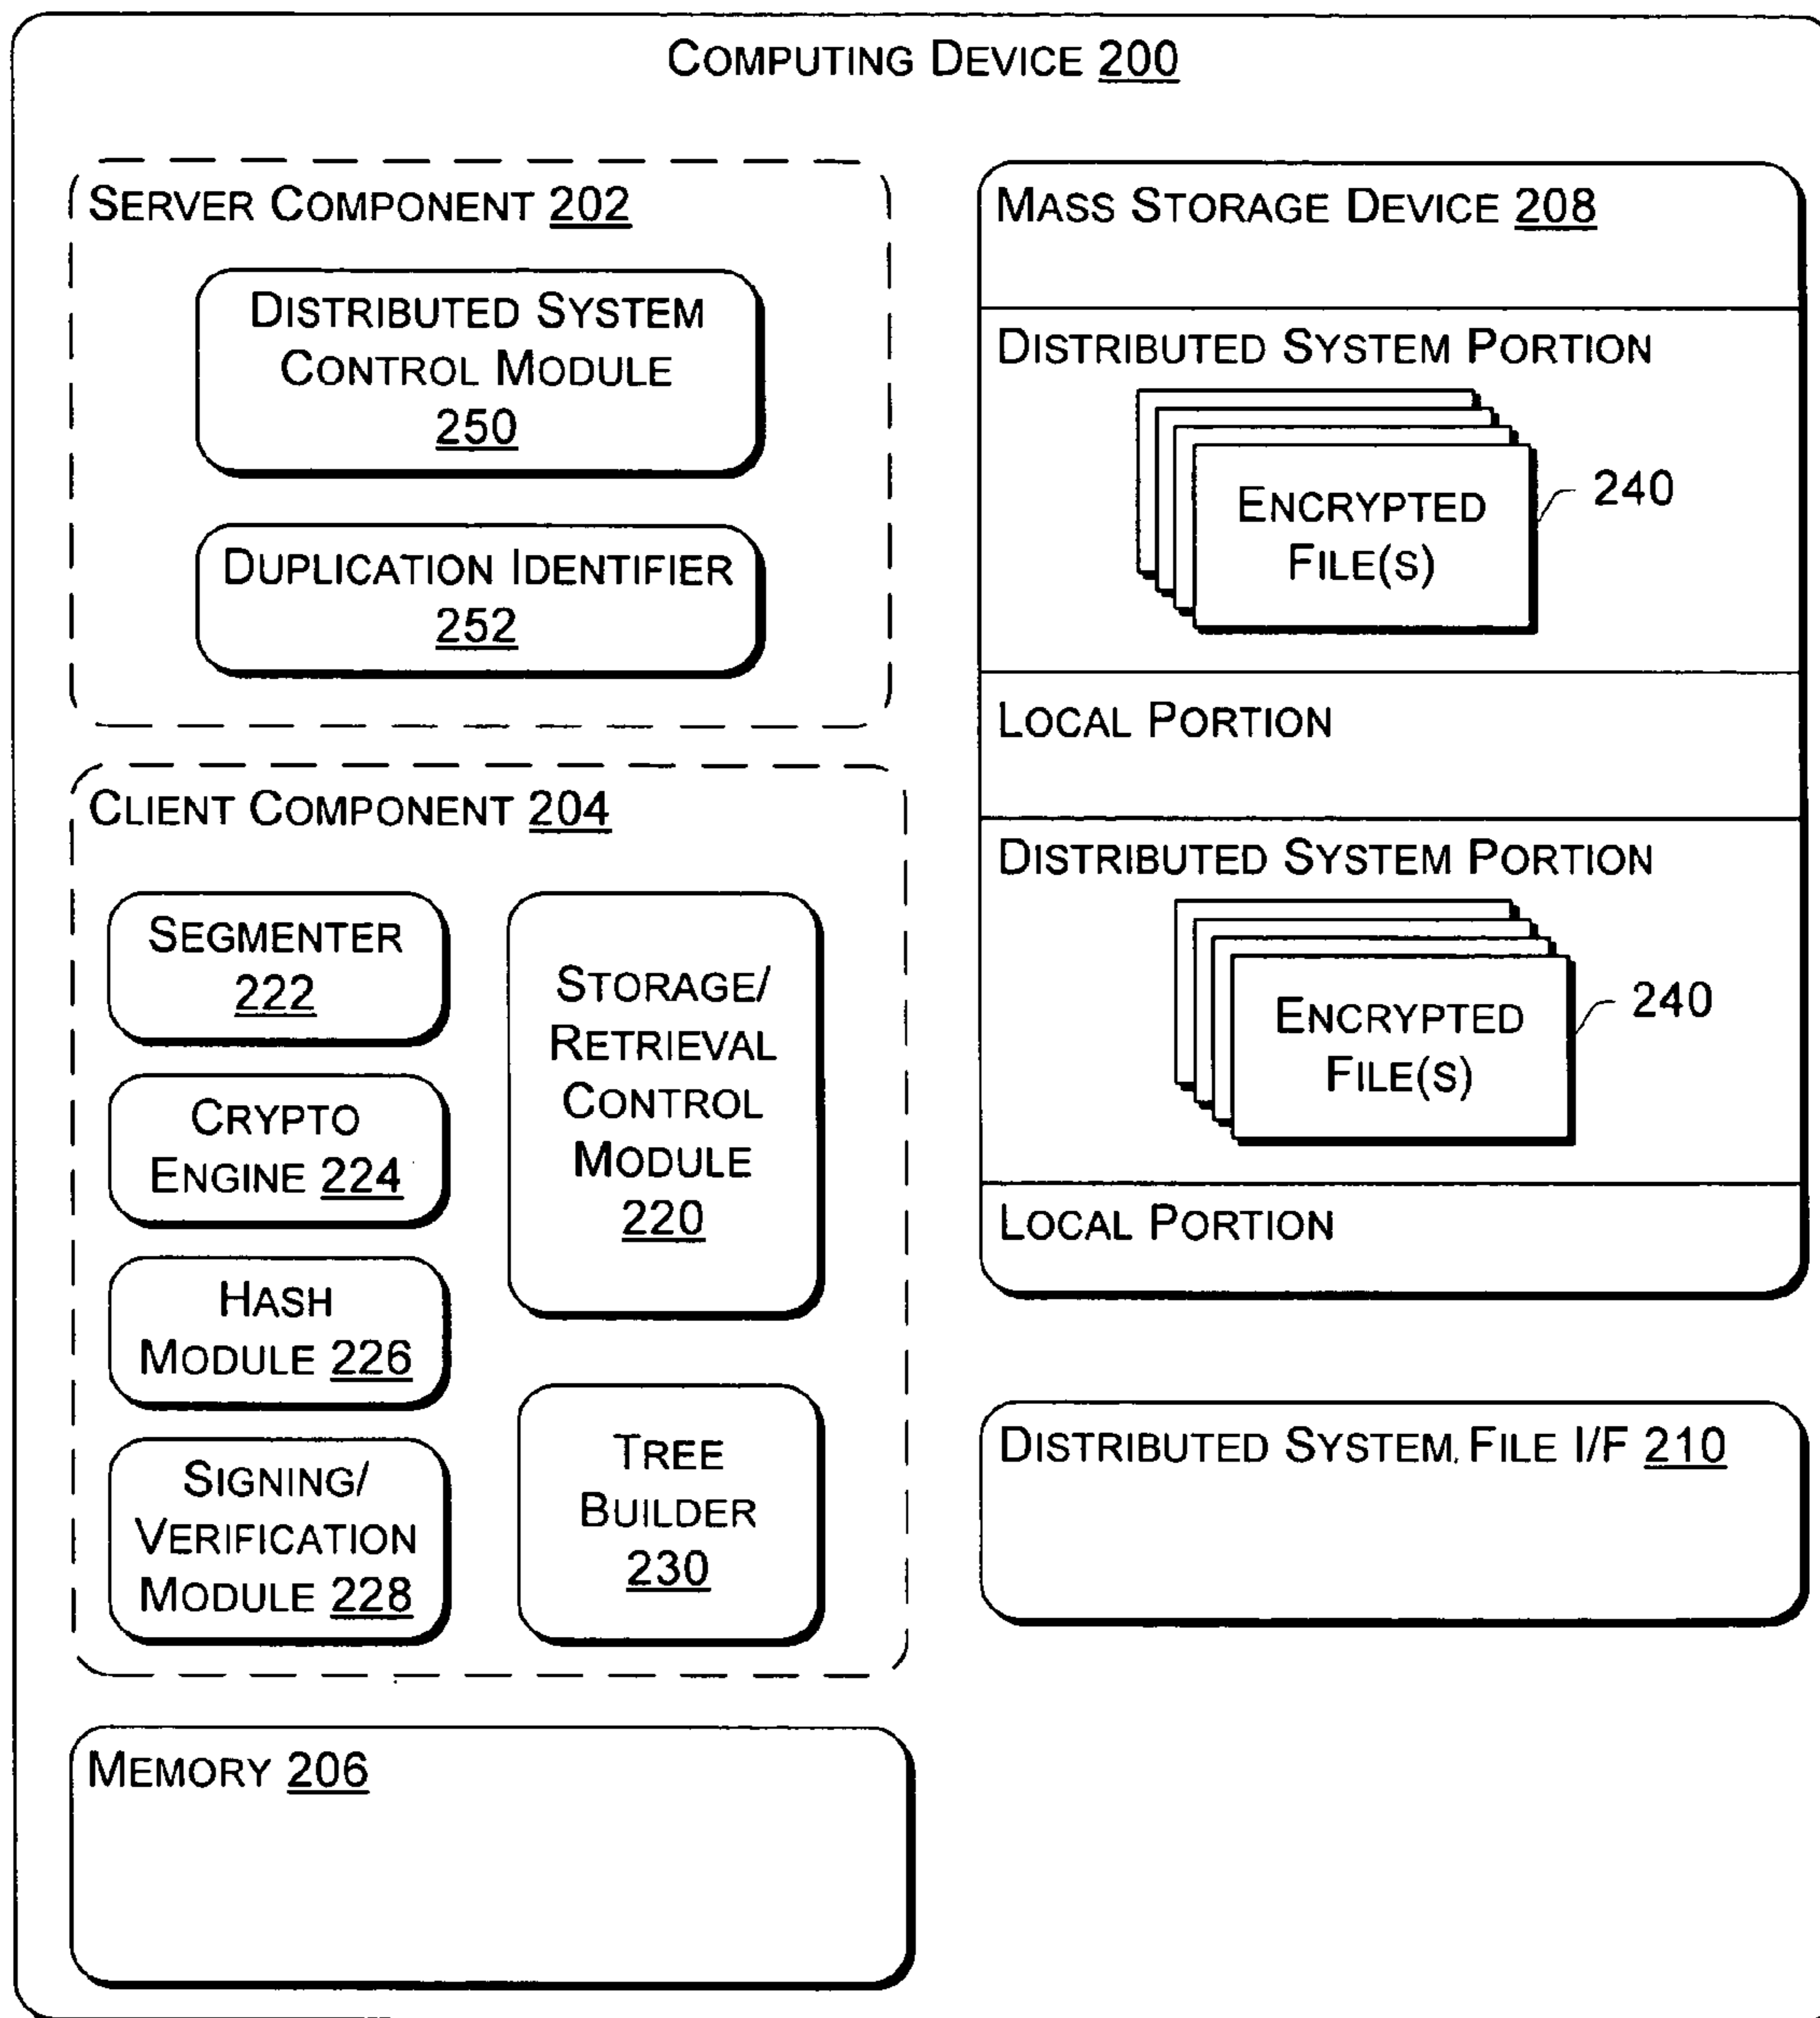 COMPUTING DEVICE 200
SERVER COMPONENT 202
DISTRIBUTED SYSTEM
CONTROL MODULE
250
DUPLICATION IDENTIFIER
252
CLIENT COMPONENT 204
SEGMENTER
222
CRYPTO
ENGINE 224
HASH
MODULE 226
SIGNING/
VERIFICATION
MODULE 228
STORAGE/
RETRIEVAL
CONTROL
MODULE
220
TREE
BUILDER
230
MEMORY 206
MASS STORAGE DEVICE 208
DISTRIBUTED SYSTEM PORTION
ENCRYPTED
FILE(S)
240
LOCAL PORTION
DISTRIBUTED SYSTEM PORTION
ENCRYPTED
FILE(S)
240
LOCAL PORTION
DISTRIBUTED SYSTEM FILE I/F 210